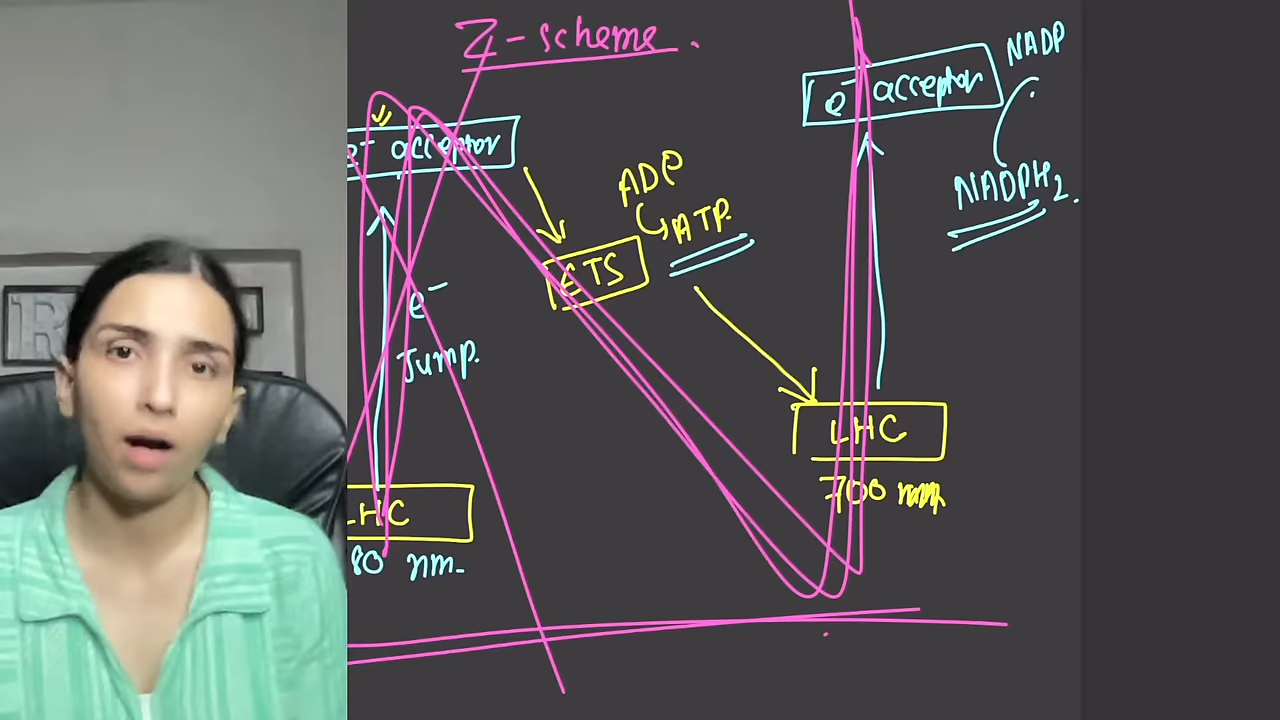 Z-scheme.
e⁻ acceptor
NADP
NADPH2.
e⁻ acceptor
ADP
ATP.
ETS
e⁻
Jump.
LHC
700 nm
LHC
80 nm.